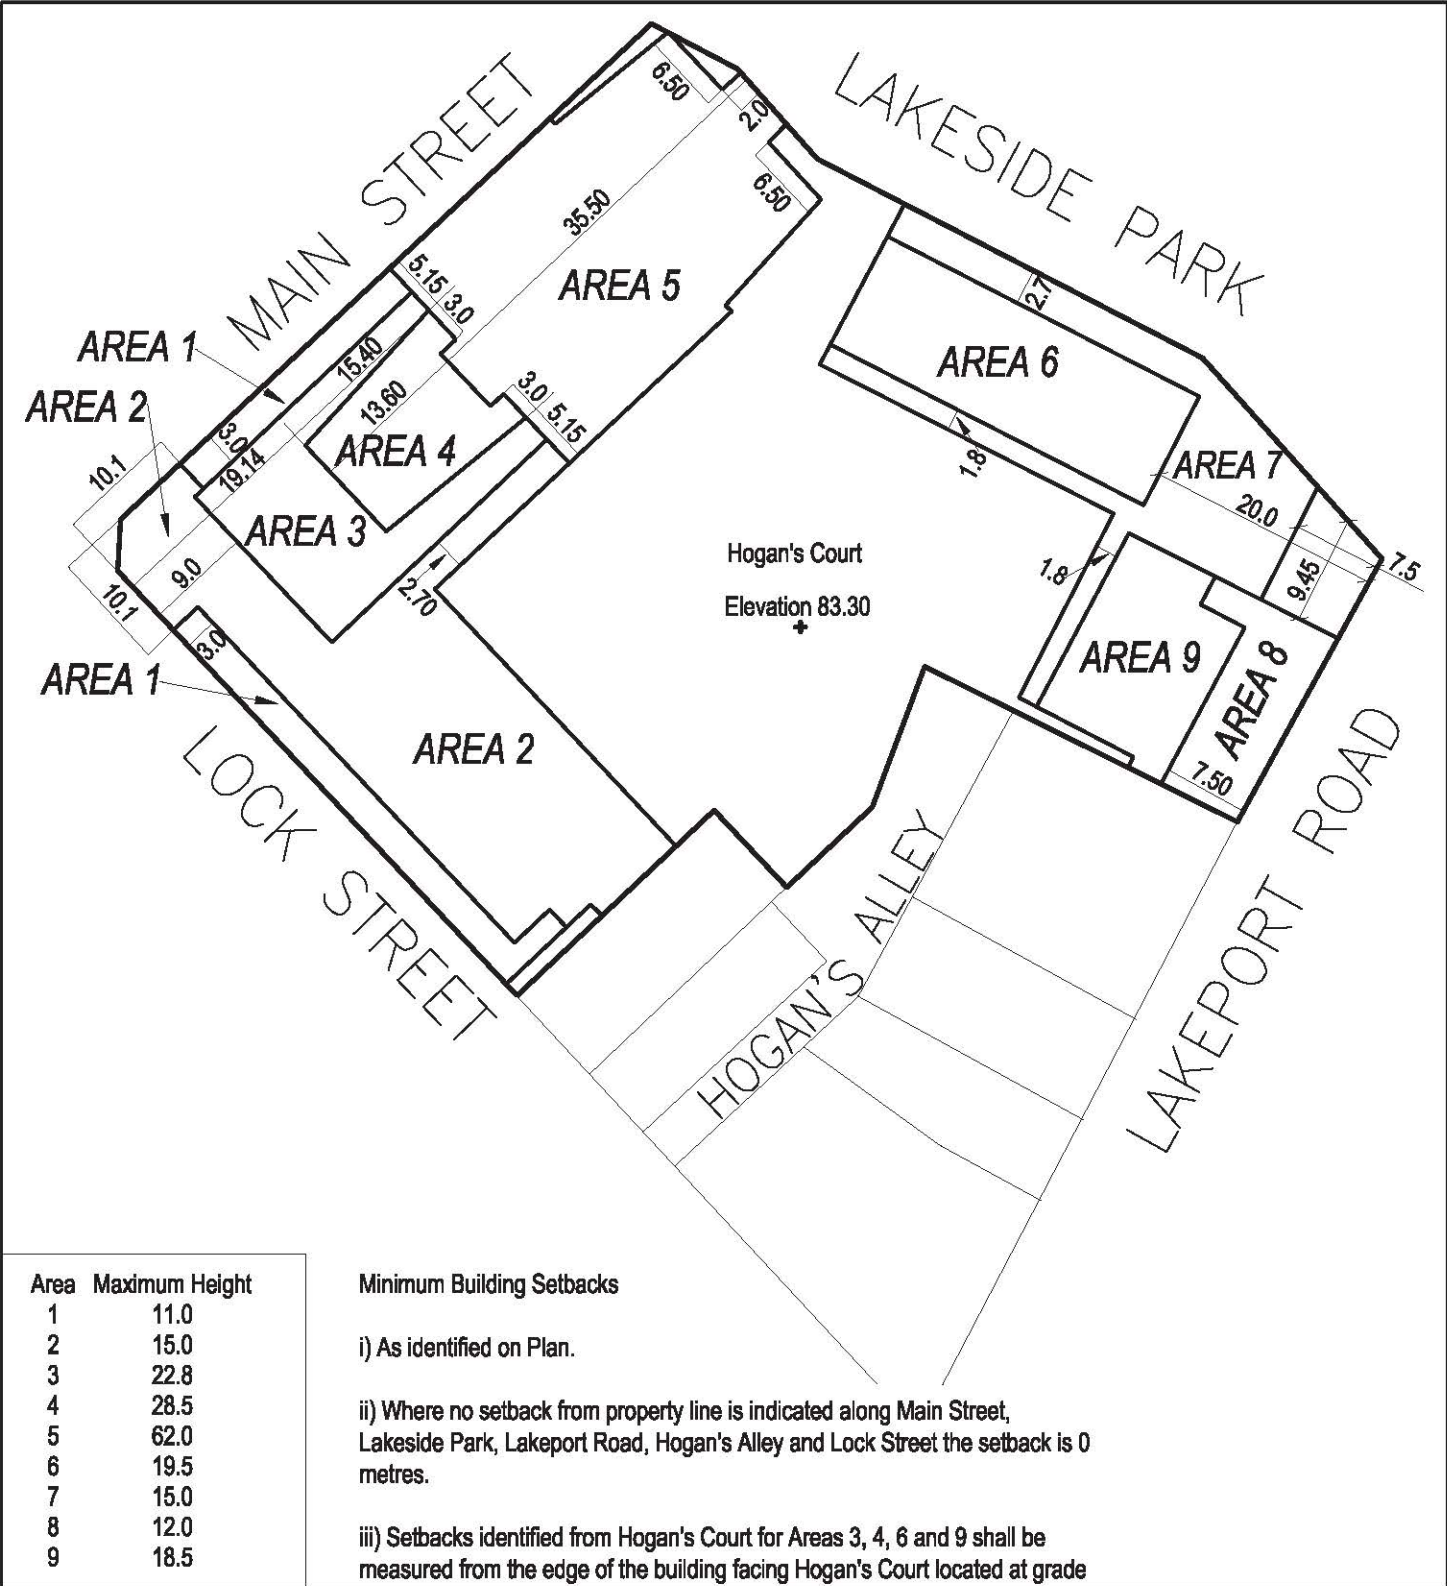 LAKESIDE PARK
MAIN STREET
6.50
2.0
6.50
35.50
5.15
3.0
AREA 5
2.7
AREA 1
15.40
AREA 6
AREA 2
13.60
3.0
5.15
3.0
AREA 4
19.14
1.8
AREA 7
10.1
20.0
AREA 3
Hogan's Court
9.0
2.70
1.8
7.5
9.45
10.1
Elevation 83.30
3.0
AREA 9
AREA 1
AREA 8
AREA 2
7.50
LOCK STREET
HOGAN'S ALLEY
LAKEPORT ROAD
Area Maximum Height
1 11.0
2 15.0
3 22.8
4 28.5
5 62.0
6 19.5
7 15.0
8 12.0
9 18.5
Minimum Building Setbacks
i) As identified on Plan.
ii) Where no setback from property line is indicated along Main Street,
Lakeside Park, Lakeport Road, Hogan's Alley and Lock Street the setback is 0
metres.
iii) Setbacks identified from Hogan's Court for Areas 3, 4, 6 and 9 shall be
measured from the edge of the building facing Hogan's Court located at grade